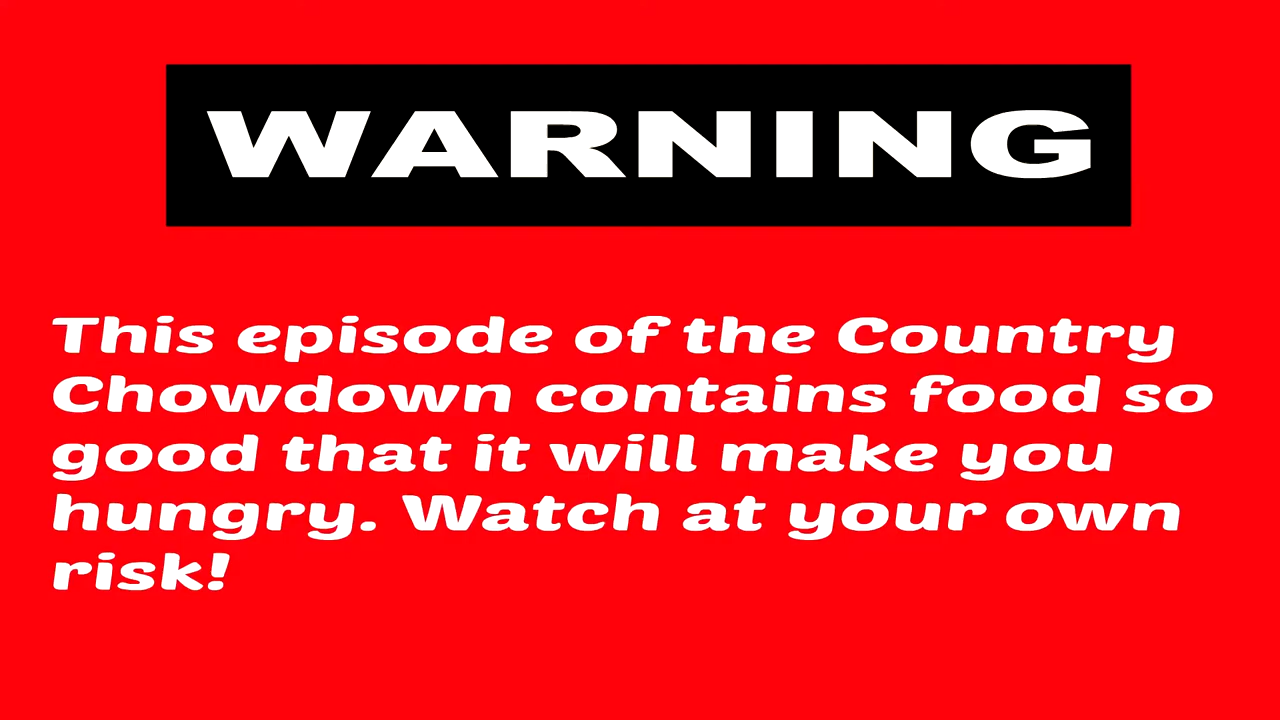 WARNING
This episode of the Country
Chowdown contains food so
good that it will make you
hungry. Watch at your own
risk!